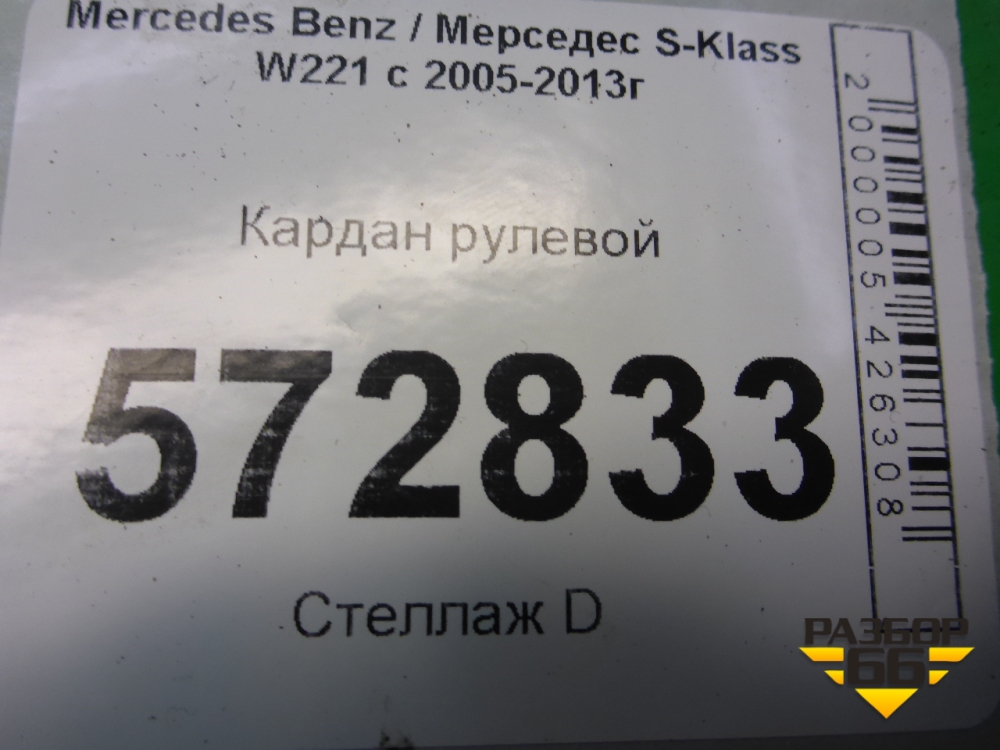 Mercedes Benz / Мерседес S-Klass
W221 с 2005-2013г
Кардан рулевой
572833
Стеллаж D
2000005426308
РАЗБОР
66